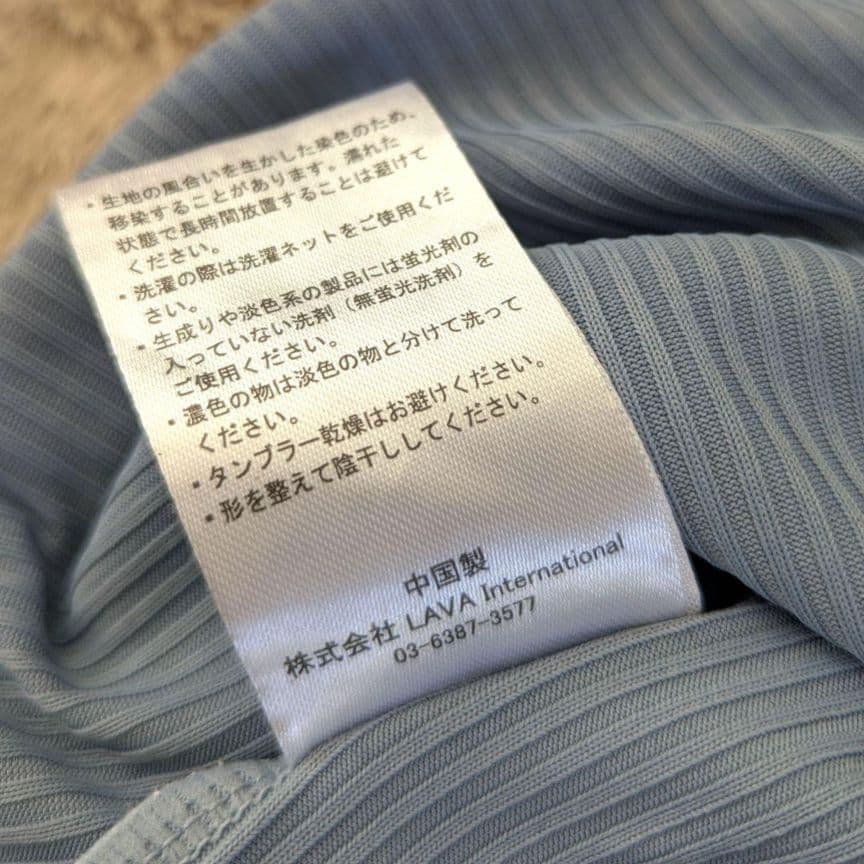 ・生地の風合いを生かした染色のため、
移染することがあります。濡れた
状態で長時間放置することは避けて
ください。
・洗濯の際は洗濯ネットをご使用くだ
さい。
・生成りや淡色系の製品には蛍光剤の
入っていない洗剤（無蛍光洗剤）を
ご使用ください。
・濃色の物は淡色の物と分けて洗って
ください。
・タンブラー乾燥はお避けください。
・形を整えて陰干ししてください。
中国製
株式会社 LAVA International
03-6387-3577